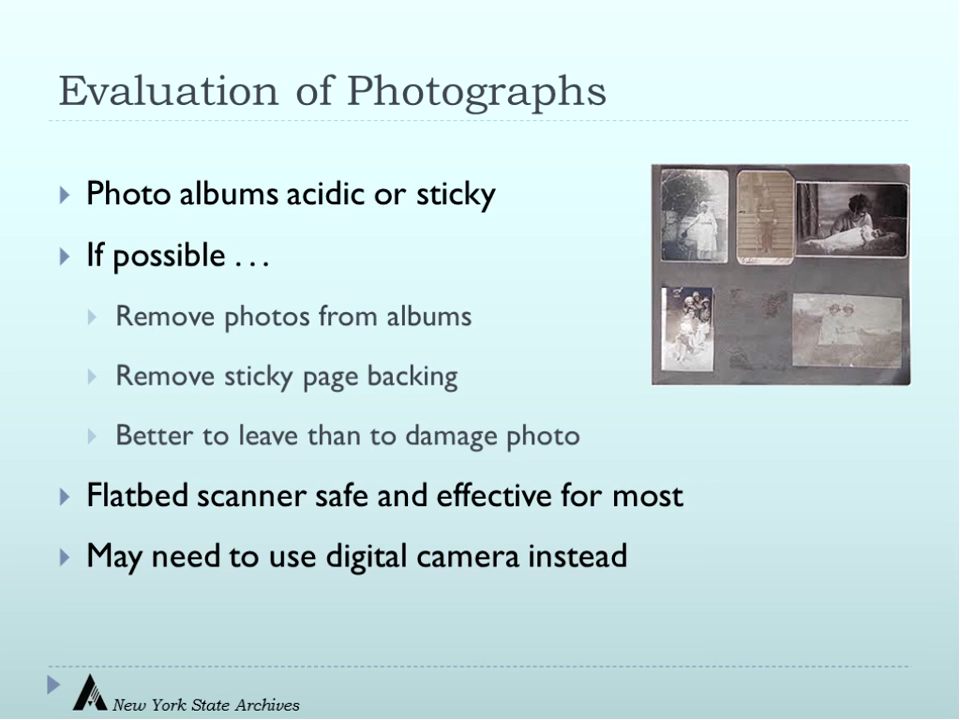 Evaluation of Photographs
Photo albums acidic or sticky
If possible . . .
Remove photos from albums
Remove sticky page backing
Better to leave than to damage photo
Flatbed scanner safe and effective for most
May need to use digital camera instead
New York State Archives